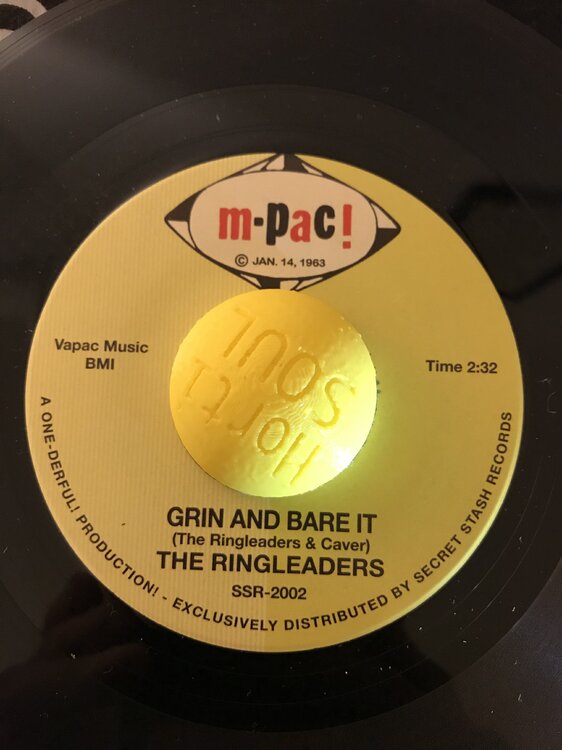 m-pac!
© JAN. 14, 1963
Vapac Music
BMI
Time 2:32
North
SOUL
GRIN AND BARE IT
(The Ringleaders & Caver)
THE RINGLEADERS
SSR-2002
A ONE-DERFUL! PRODUCTION! - EXCLUSIVELY DISTRIBUTED BY SECRET STASH RECORDS